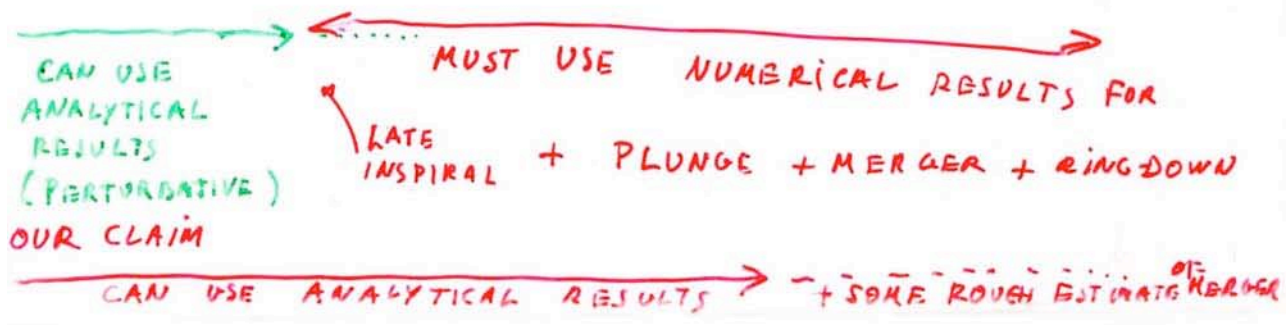 MUST USE NUMERICAL RESULTS FOR
CAN USE
ANALYTICAL
RESULTS
(PERTURBATIVE)
LATE
INSPIRAL + PLUNGE + MERGER + RINGDOWN
OUR CLAIM
CAN USE ANALYTICAL RESULTS + SOME ROUGH ESTIMATE OF MERGER